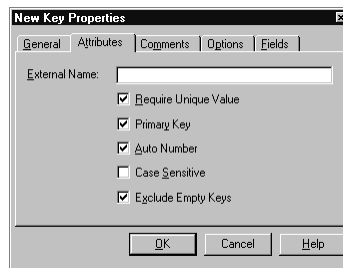 New Key Properties
General Attributes Comments Options Fields
External Name:
Require Unique Value
Primary Key
Auto Number
Case Sensitive
Exclude Empty Keys
OK Cancel Help